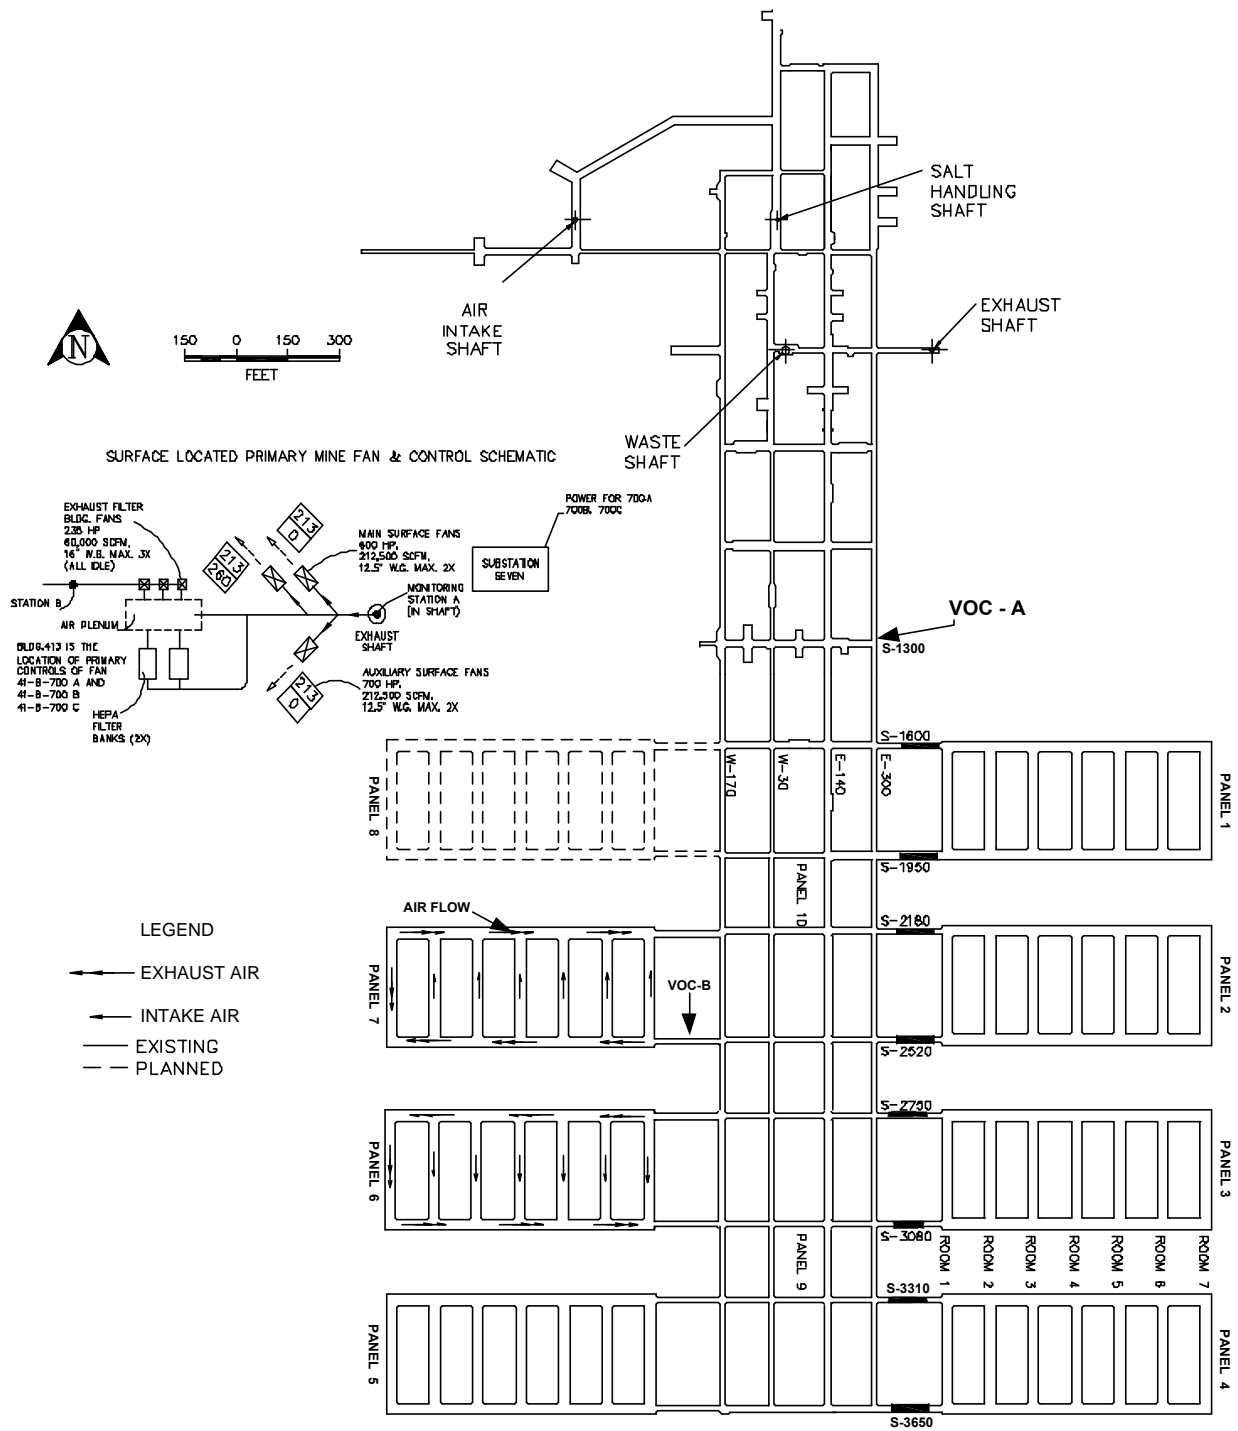 SALT
HANDLING
SHAFT
AIR
INTAKE
SHAFT
EXHAUST
SHAFT
N
150 0 150 300
FEET
WASTE
SHAFT
SURFACE LOCATED PRIMARY MINE FAN & CONTROL SCHEMATIC
EXHAUST FILTER
BLDG. FANS
235 HP
60,000 SCFM,
16" W.G. MAX. 3X
(ALL IDLE)
213
0
213
260
MAIN SURFACE FANS
600 HP,
212,500 SCFM,
12.5" W.G. MAX. 2X
POWER FOR 700A
700B, 700C
SUBSTATION
SEVEN
STATION B
AIR PLENUM
MONITORING
STATION A
(IN SHAFT)
EXHAUST
SHAFT
BLDG.413 IS THE
LOCATION OF PRIMARY
CONTROLS OF FAN
41-B-700 A AND
41-B-700 B
41-B-700 C
HEPA
FILTER
BANKS (2X)
213
0
AUXILIARY SURFACE FANS
700 HP,
212,500 SCFM,
12.5" W.G. MAX. 2X
VOC - A
S-1300
S-1600
W-170
W-30
E-140
E-300
PANEL 8
PANEL 1
S-1950
PANEL 10
S-2180
LEGEND
EXHAUST AIR
INTAKE AIR
EXISTING
PLANNED
AIR FLOW
PANEL 7
VOC-B
PANEL 2
S-2520
S-2750
PANEL 6
PANEL 3
S-3080
PANEL 9
ROOM 1
ROOM 2
ROOM 3
ROOM 4
ROOM 5
ROOM 6
ROOM 7
S-3310
PANEL 5
PANEL 4
S-3650